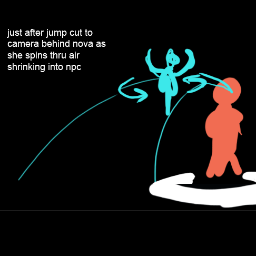 just after jump cut to
camera behind nova as
she spins thru air
shrinking into npc